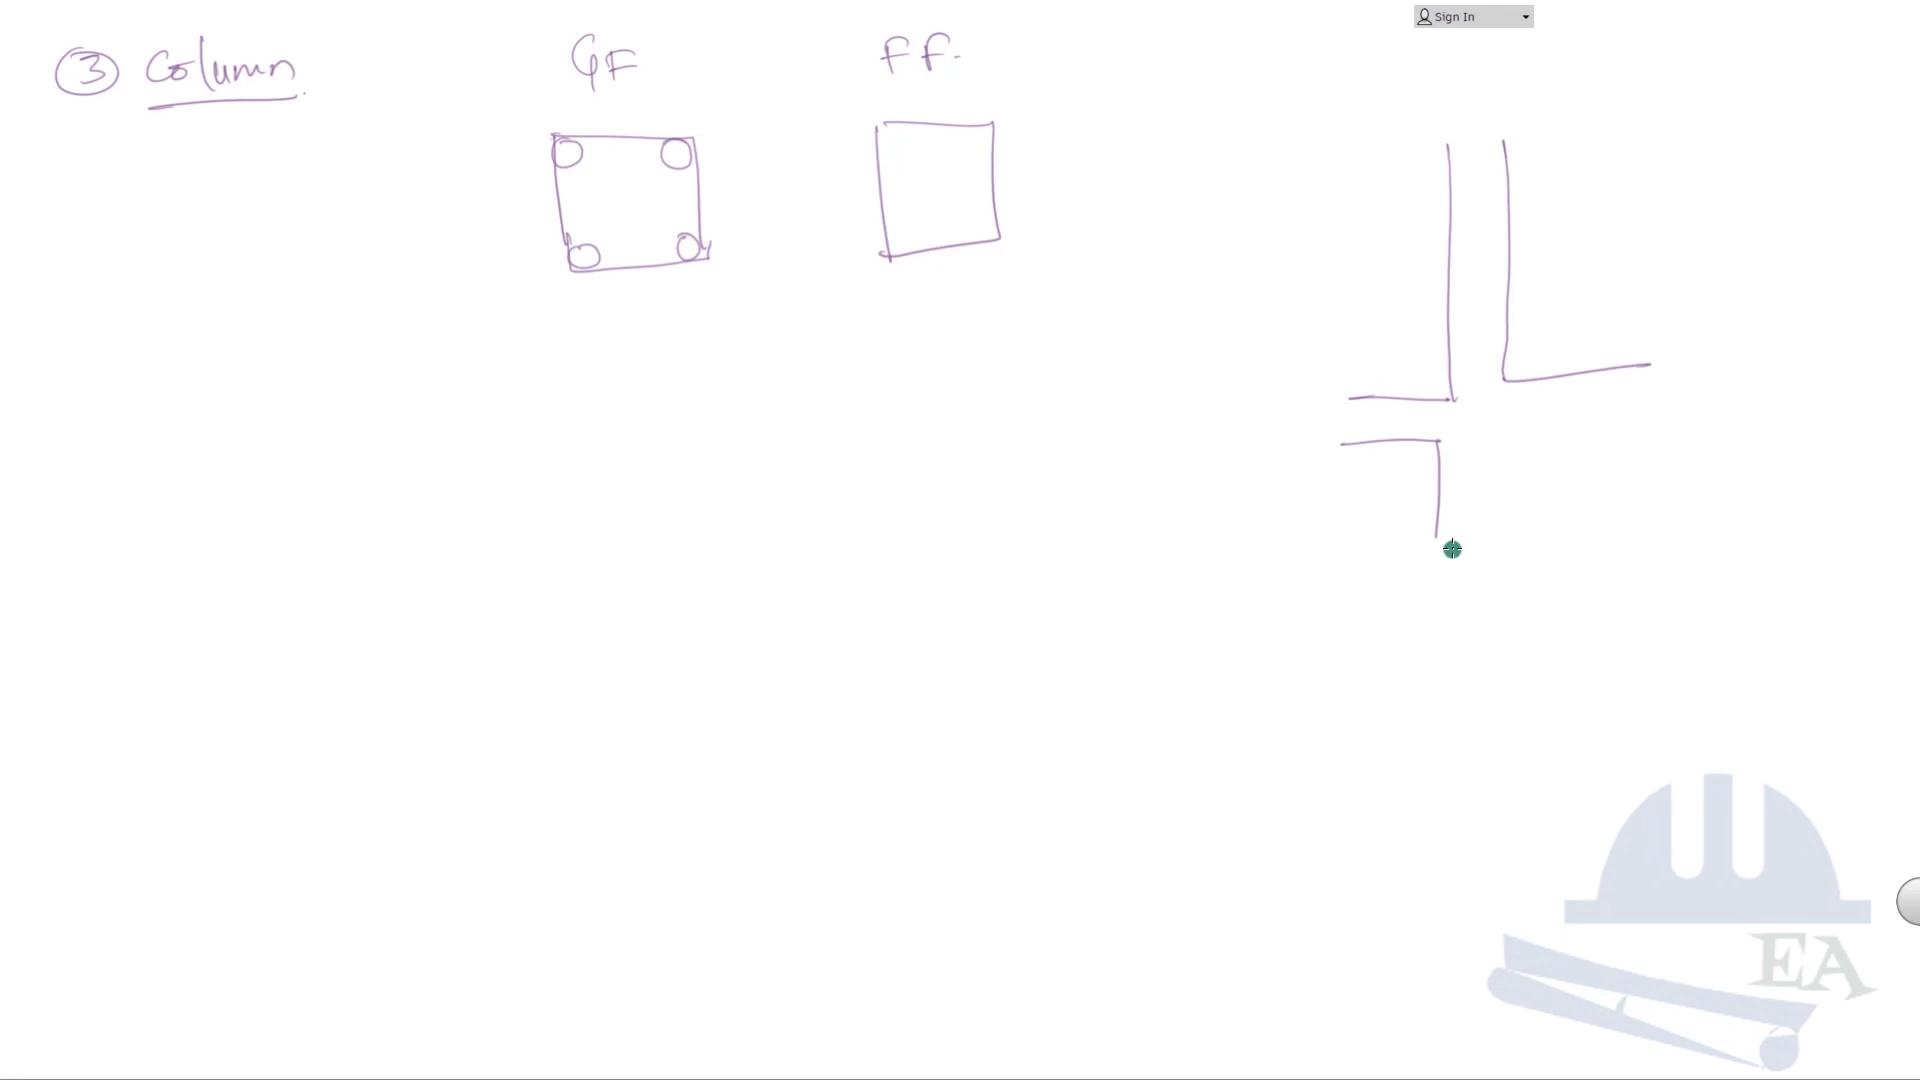 ③ Column
GF
FF.
Sign In
EA